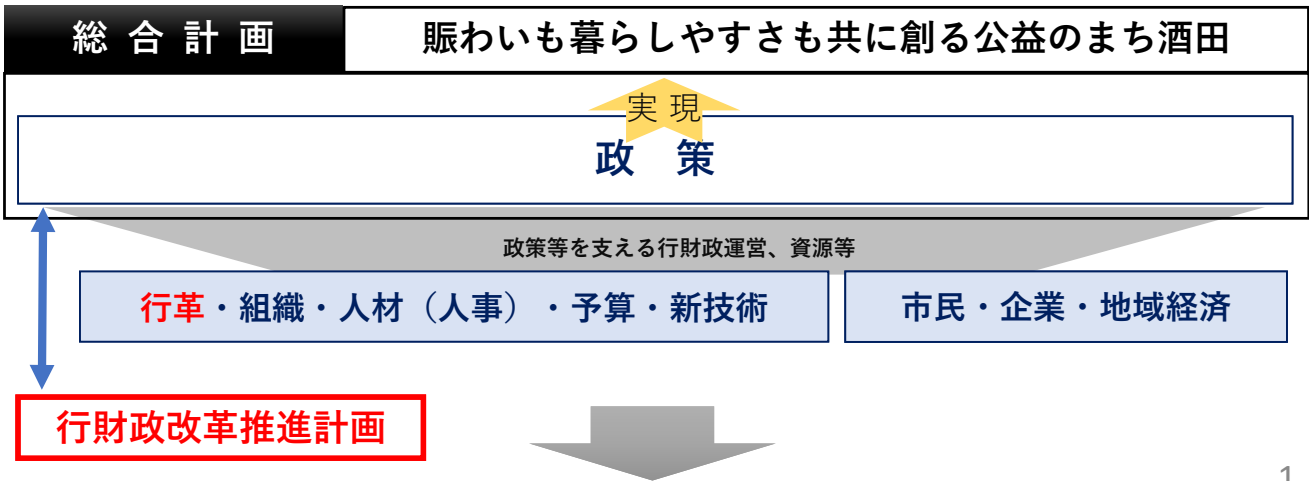 総合計画
賑わいも暮らしやすさも共に創る公益のまち酒田
実現
政　策
政策等を支える行財政運営、資源等
行革・組織・人材（人事）・予算・新技術
市民・企業・地域経済
行財政改革推進計画
1